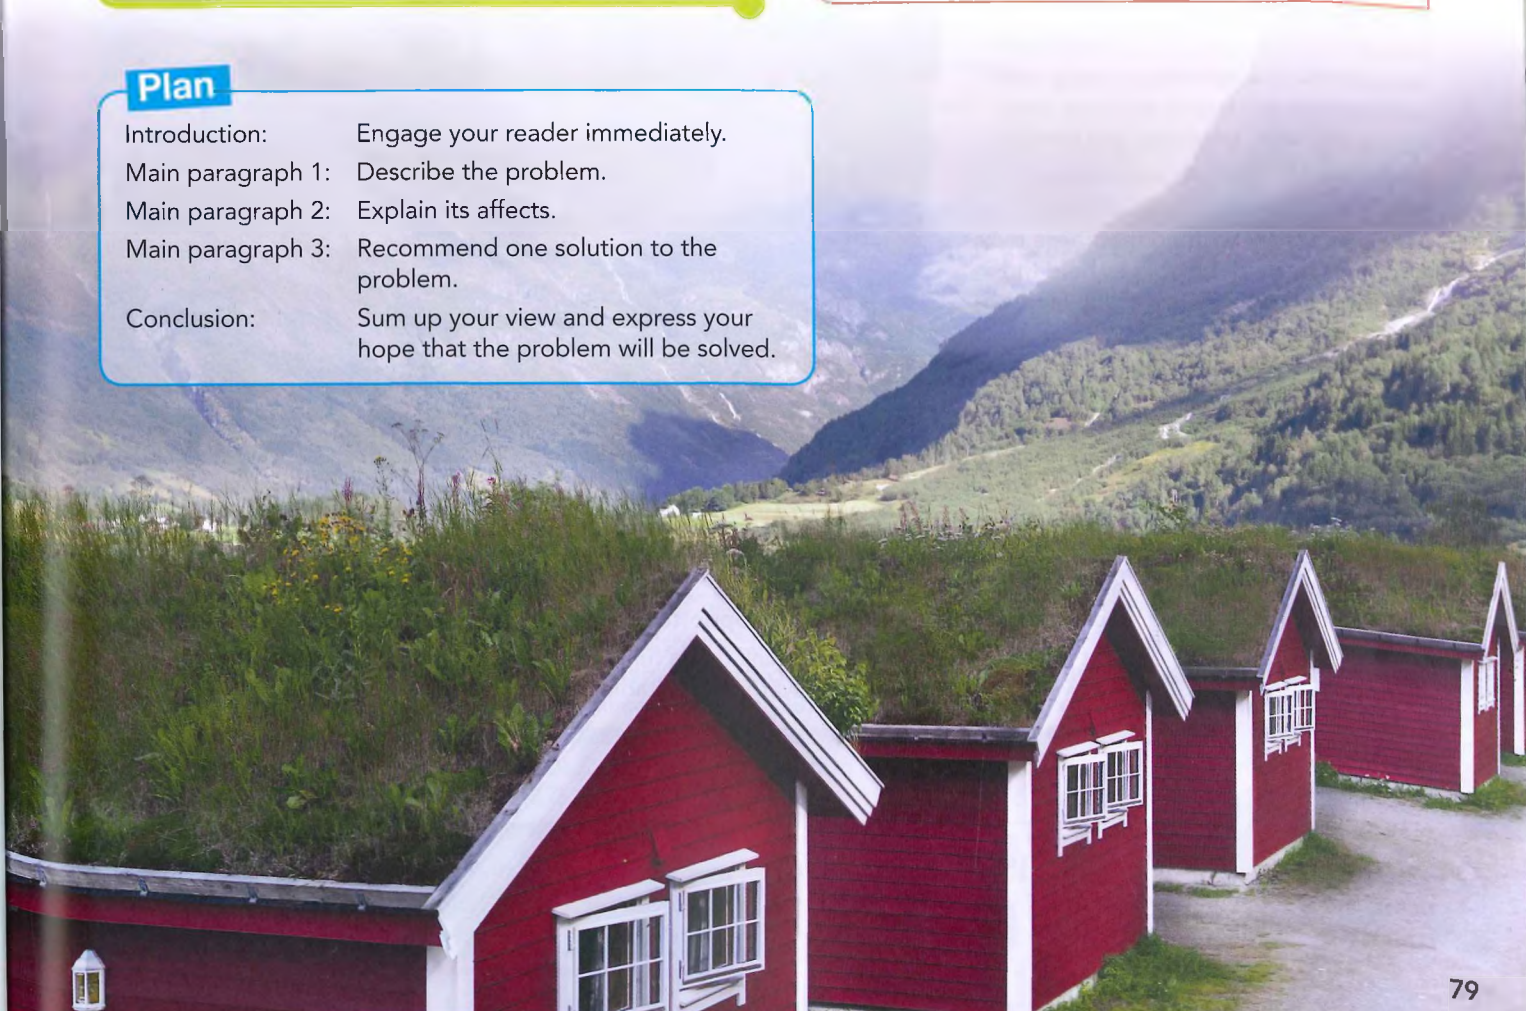 Plan
Introduction: Engage your reader immediately.
Main paragraph 1: Describe the problem.
Main paragraph 2: Explain its affects.
Main paragraph 3: Recommend one solution to the
problem.
Conclusion: Sum up your view and express your
hope that the problem will be solved.
79